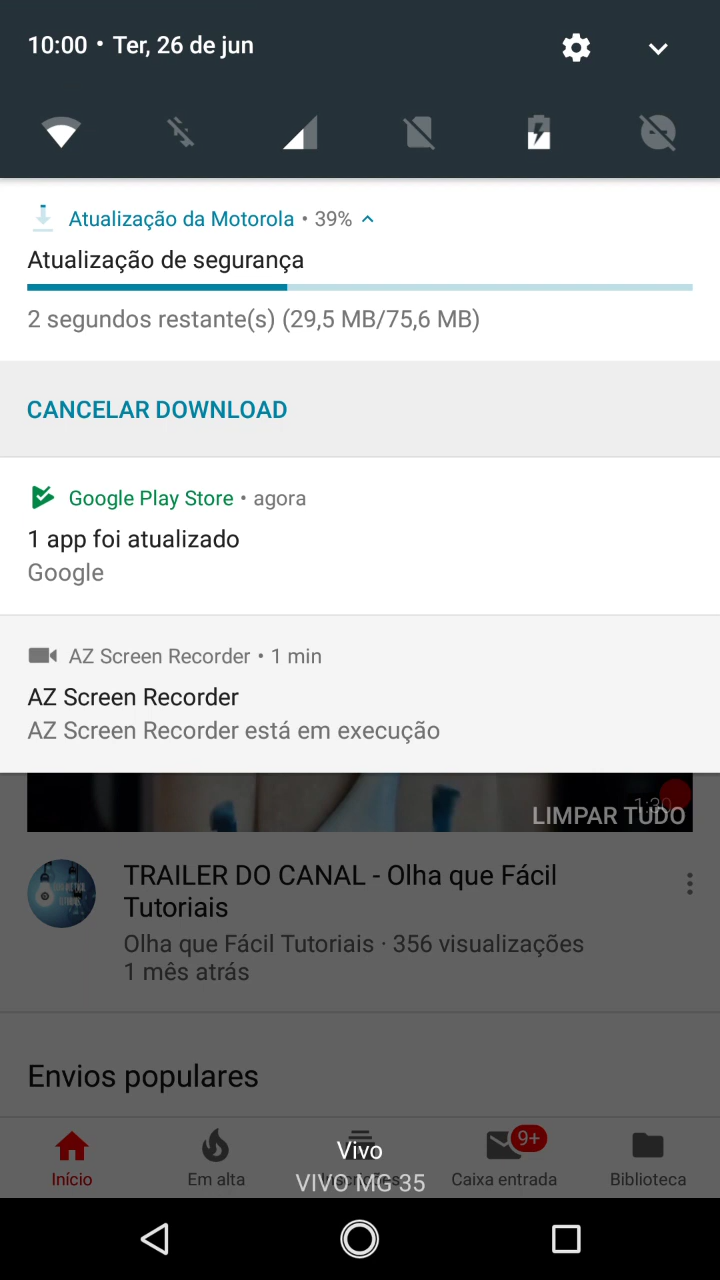 10:00 • Ter, 26 de jun
Atualização da Motorola • 39%
Atualização de segurança
2 segundos restante(s) (29,5 MB/75,6 MB)
CANCELAR DOWNLOAD
Google Play Store • agora
1 app foi atualizado
Google
AZ Screen Recorder • 1 min
AZ Screen Recorder
AZ Screen Recorder está em execução
1:30
LIMPAR TUDO
TRAILER DO CANAL - Olha que Fácil
Tutoriais
Olha que Fácil Tutoriais · 356 visualizações
1 mês atrás
Envios populares
9+
Vivo
Início
Em alta
VIVO MG 35
Caixa entrada
Biblioteca